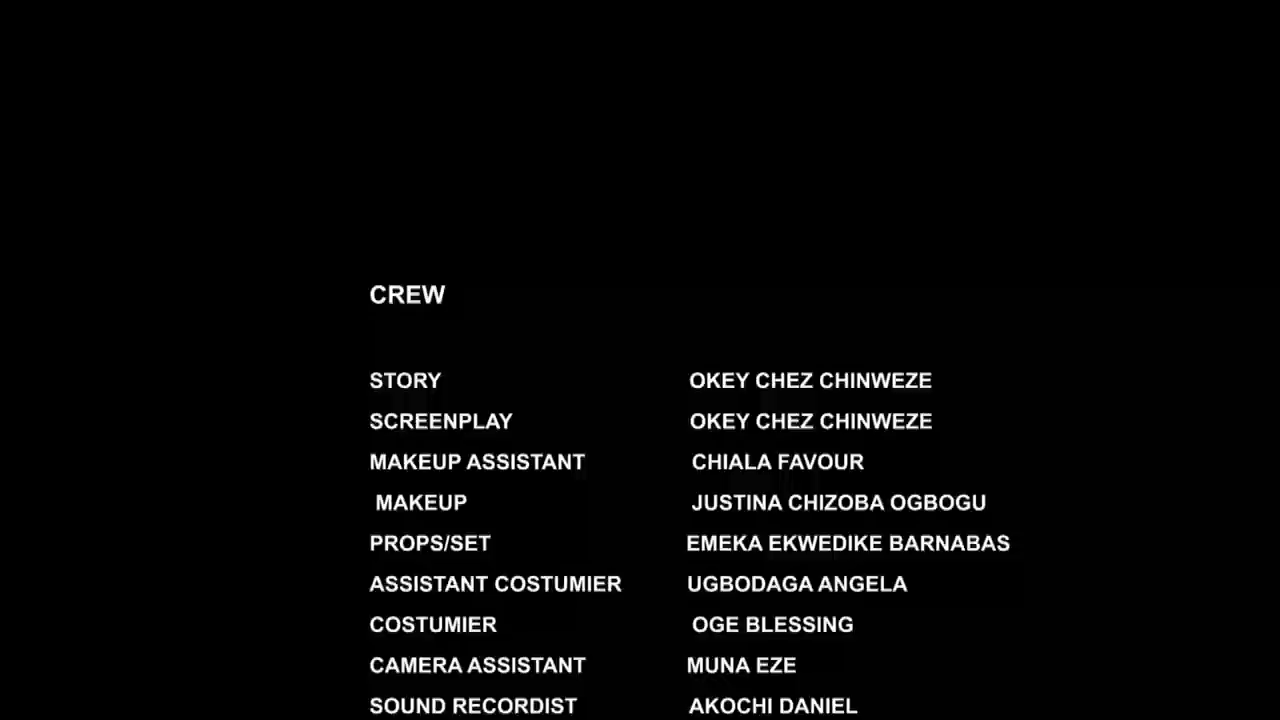 CREW
STORY OKEY CHEZ CHINWEZE
SCREENPLAY OKEY CHEZ CHINWEZE
MAKEUP ASSISTANT CHIALA FAVOUR
MAKEUP JUSTINA CHIZOBA OGBOGU
PROPS/SET EMEKA EKWEDIKE BARNABAS
ASSISTANT COSTUMIER UGBODAGA ANGELA
COSTUMIER OGE BLESSING
CAMERA ASSISTANT MUNA EZE
SOUND RECORDIST AKOCHI DANIEL